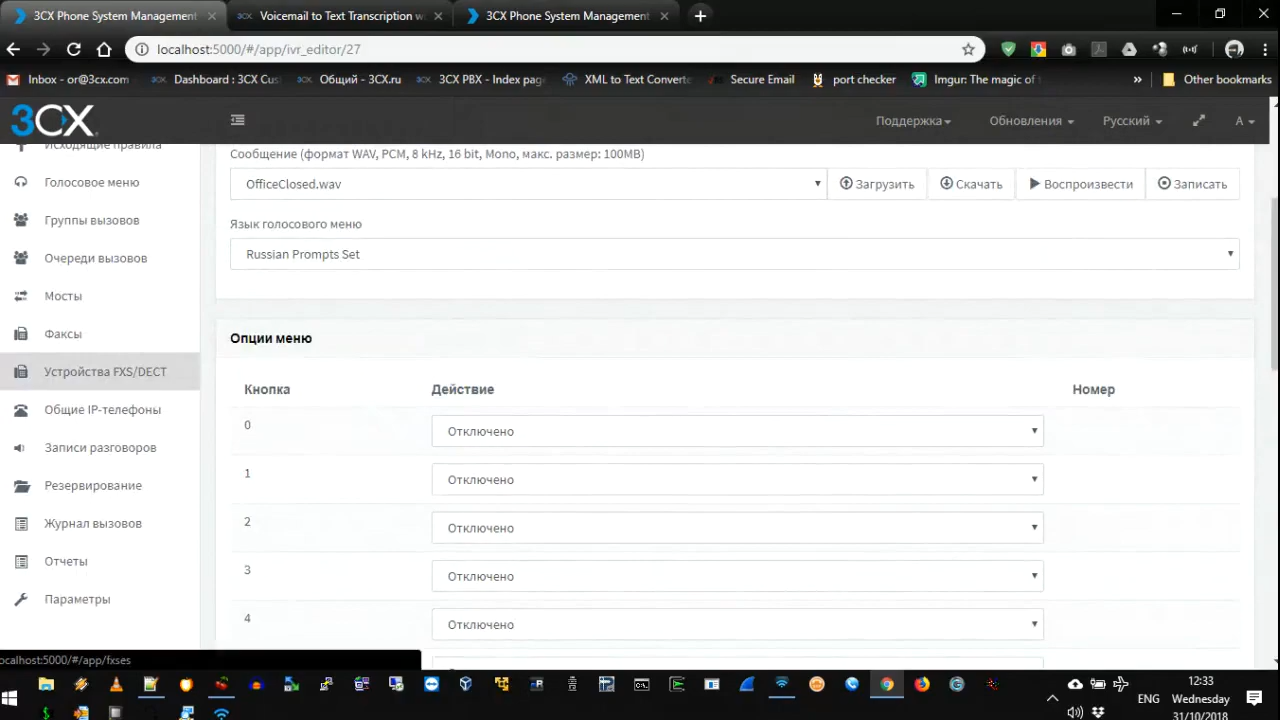 3CX Phone System Management
Voicemail to Text Transcription w
3CX Phone System Management
localhost:5000/#/app/ivr_editor/27
Inbox - or@3cx.com
Dashboard : 3CX Cus
Общий - 3CX.ru
3CX PBX - Index pag
XML to Text Converte
Secure Email
port checker
Imgur: The magic of
»
Other bookmarks
3CX
Поддержка
Обновления
Русский
A
Исходящие правила
Голосовое меню
Группы вызовов
Очереди вызовов
Мосты
Факсы
Устройства FXS/DECT
Общие IP-телефоны
Записи разговоров
Резервирование
Журнал вызовов
Отчеты
Параметры
Сообщение (формат WAV, PCM, 8 kHz, 16 bit, Mono, макс. размер: 100MB)
OfficeClosed.wav
Загрузить
Скачать
Воспроизвести
Записать
Язык голосового меню
Russian Prompts Set
Опции меню
Кнопка Действие Номер
0 Отключено
1 Отключено
2 Отключено
3 Отключено
4 Отключено
ocalhost:5000/#/app/fxses
12:33
ENG Wednesday
31/10/2018